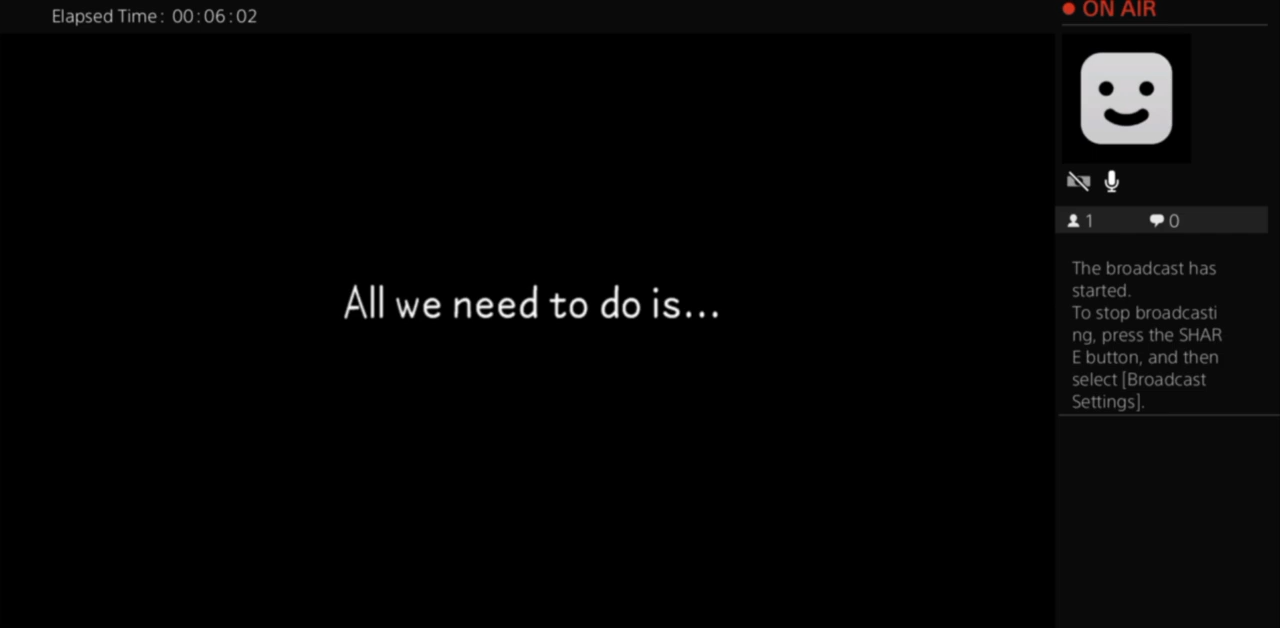 Elapsed Time: 00:06:02
ON AIR
1 0
All we need to do is...
The broadcast has
started.
To stop broadcasti
ng, press the SHAR
E button, and then
select [Broadcast
Settings].